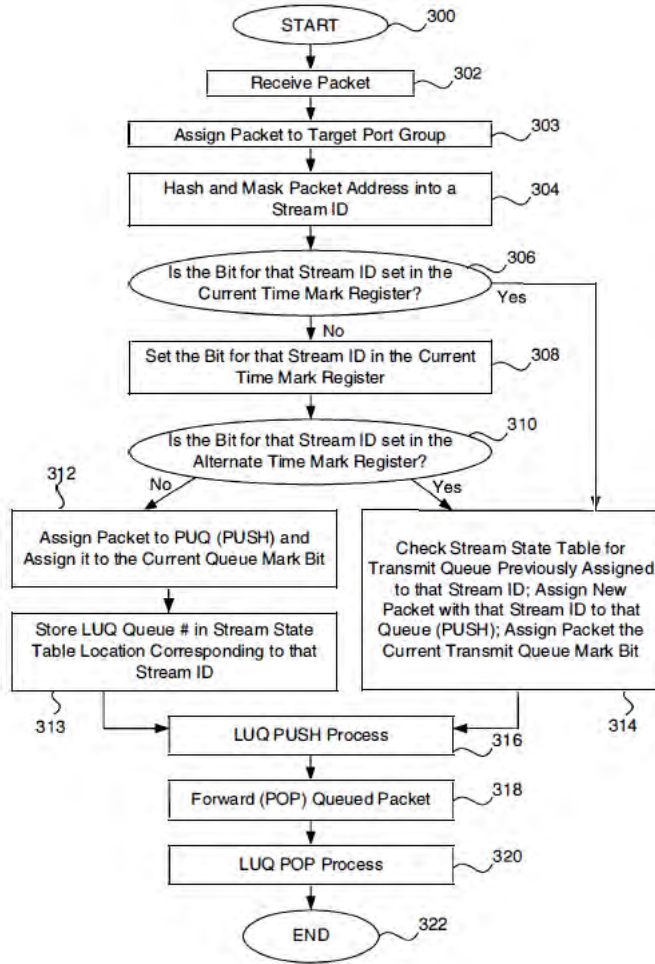 START
300
Receive Packet
302
Assign Packet to Target Port Group
303
Hash and Mask Packet Address into a
Stream ID
304
Is the Bit for that Stream ID set in the
Current Time Mark Register?
306
Yes
No
Set the Bit for that Stream ID in the Current
Time Mark Register
308
Is the Bit for that Stream ID set in the
Alternate Time Mark Register?
310
No
Yes
312
Assign Packet to PUQ (PUSH) and
Assign it to the Current Queue Mark Bit
Store LUQ Queue # in Stream State
Table Location Corresponding to that
Stream ID
313
Check Stream State Table for
Transmit Queue Previously Assigned
to that Stream ID; Assign New
Packet with that Stream ID to that
Queue (PUSH); Assign Packet the
Current Transmit Queue Mark Bit
314
LUQ PUSH Process
316
Forward (POP) Queued Packet
318
LUQ POP Process
320
END
322